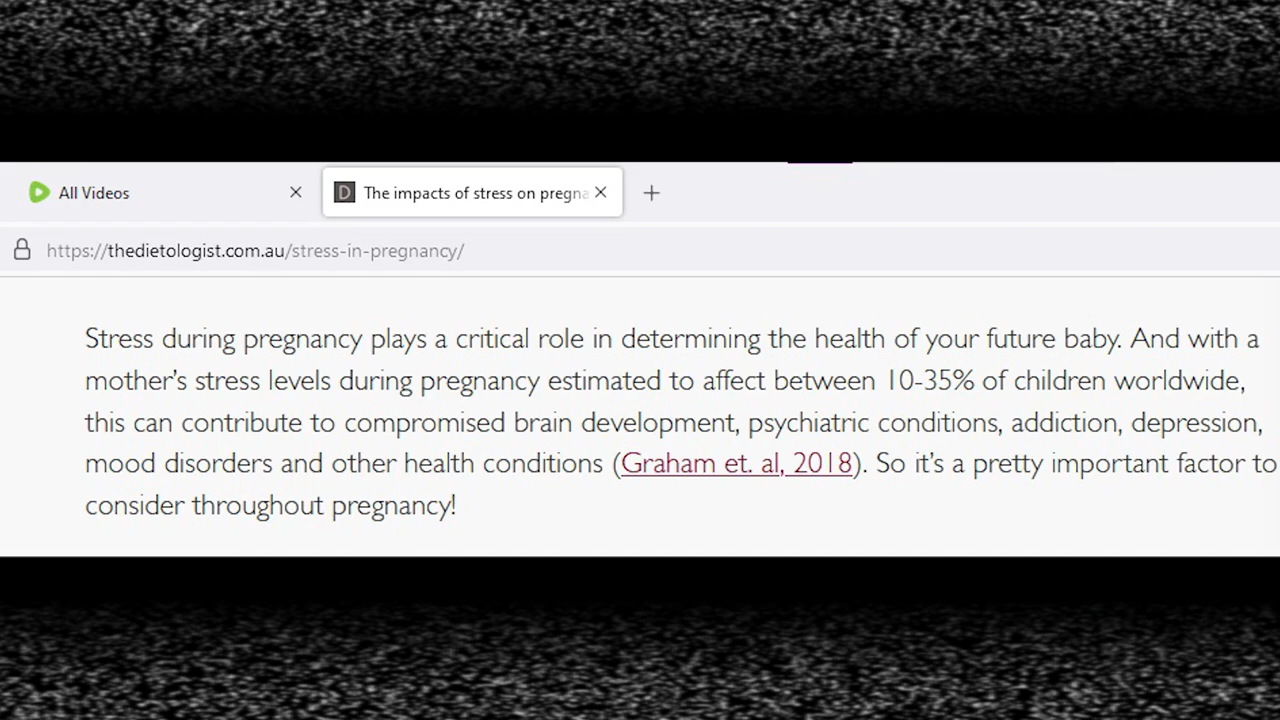 All Videos
The impacts of stress on pregna
https://thedietologist.com.au/stress-in-pregnancy/
Stress during pregnancy plays a critical role in determining the health of your future baby. And with a
mother’s stress levels during pregnancy estimated to affect between 10-35% of children worldwide,
this can contribute to compromised brain development, psychiatric conditions, addiction, depression,
mood disorders and other health conditions (Graham et. al, 2018). So it’s a pretty important factor to
consider throughout pregnancy!